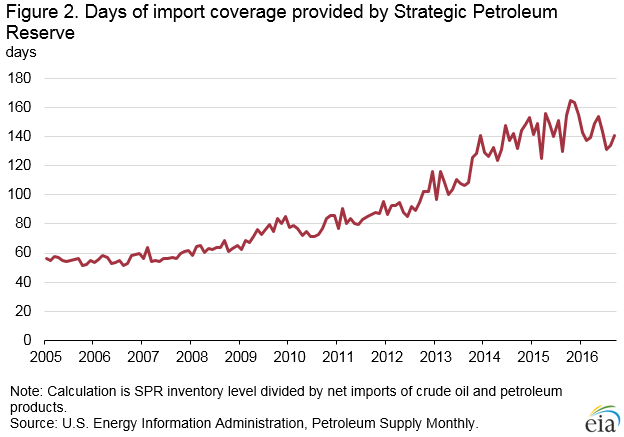 Figure 2. Days of import coverage provided by Strategic Petroleum
Reserve
days
180
160
140
120
100
80
60
40
20
0
2005 2006 2007 2008 2009 2010 2011 2012 2013 2014 2015 2016
Note: Calculation is SPR inventory level divided by net imports of crude oil and petroleum
products.
Source: U.S. Energy Information Administration, Petroleum Supply Monthly.
eia